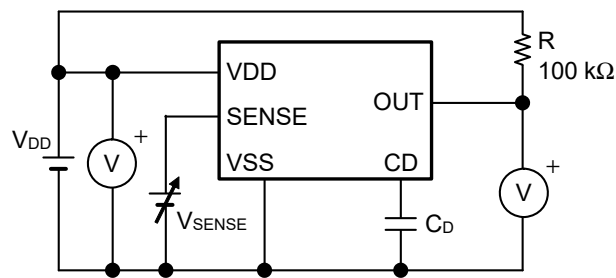 R
100 kΩ
VDD
OUT
SENSE
VDD
+
V
VSS
CD
+
V
VSENSE
CD